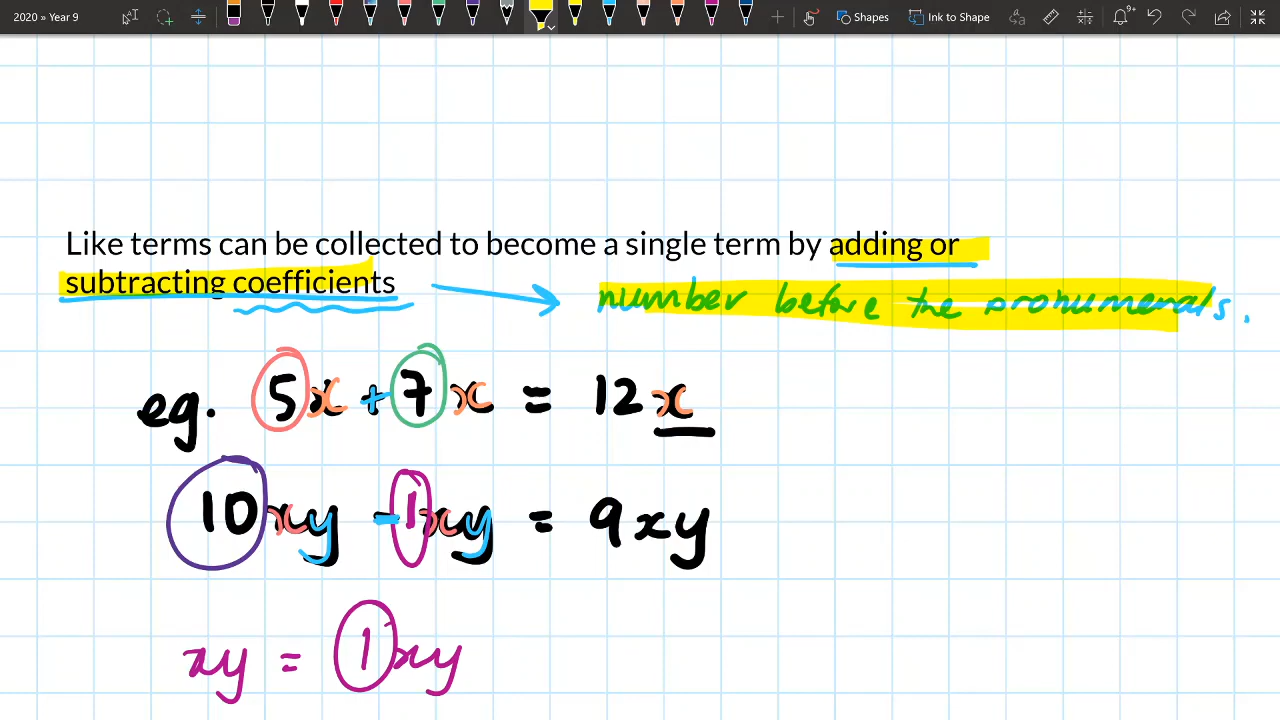 2020 » Year 9
Shapes
Ink to Shape
9+
Like terms can be collected to become a single term by adding or
subtracting coefficients
number before the pronumerals.
eg. 5x + 7x = 12x
10xy - 1xy = 9xy
xy = 1xy